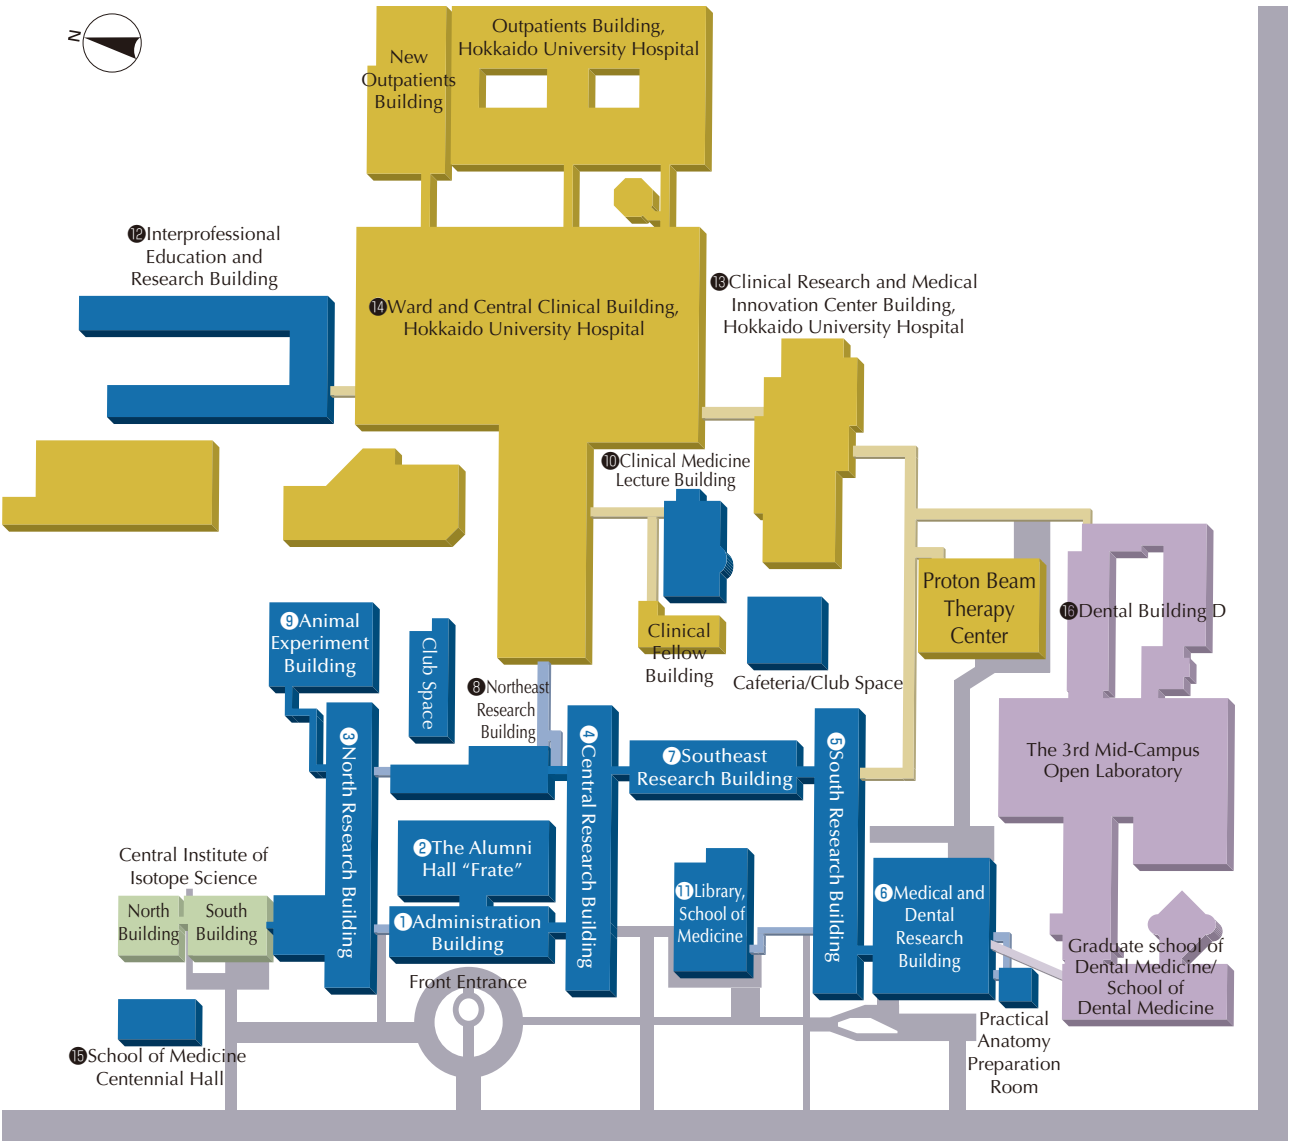 N
New
Outpatients
Building
Outpatients Building,
Hokkaido University Hospital
⓬Interprofessional
Education and
Research Building
⓮Ward and Central Clinical Building,
Hokkaido University Hospital
⓭Clinical Research and Medical
Innovation Center Building,
Hokkaido University Hospital
❿Clinical Medicine
Lecture Building
Proton Beam
Therapy
Center
⓰Dental Building D
❾Animal
Experiment
Building
Club Space
Clinical
Fellow
Building
Cafeteria/Club Space
❽Northeast
Research
Building
❸North Research Building
❹Central Research Building
❼Southeast
Research Building
❺South Research Building
The 3rd Mid-Campus
Open Laboratory
❷The Alumni
Hall “Frate”
Central Institute of
Isotope Science
North
Building
South
Building
❶Administration
Building
Front Entrance
⓫Library,
School of
Medicine
❻Medical and
Dental
Research
Building
Graduate school of
Dental Medicine/
School of
Dental Medicine
Practical
Anatomy
Preparation
Room
⓯School of Medicine
Centennial Hall